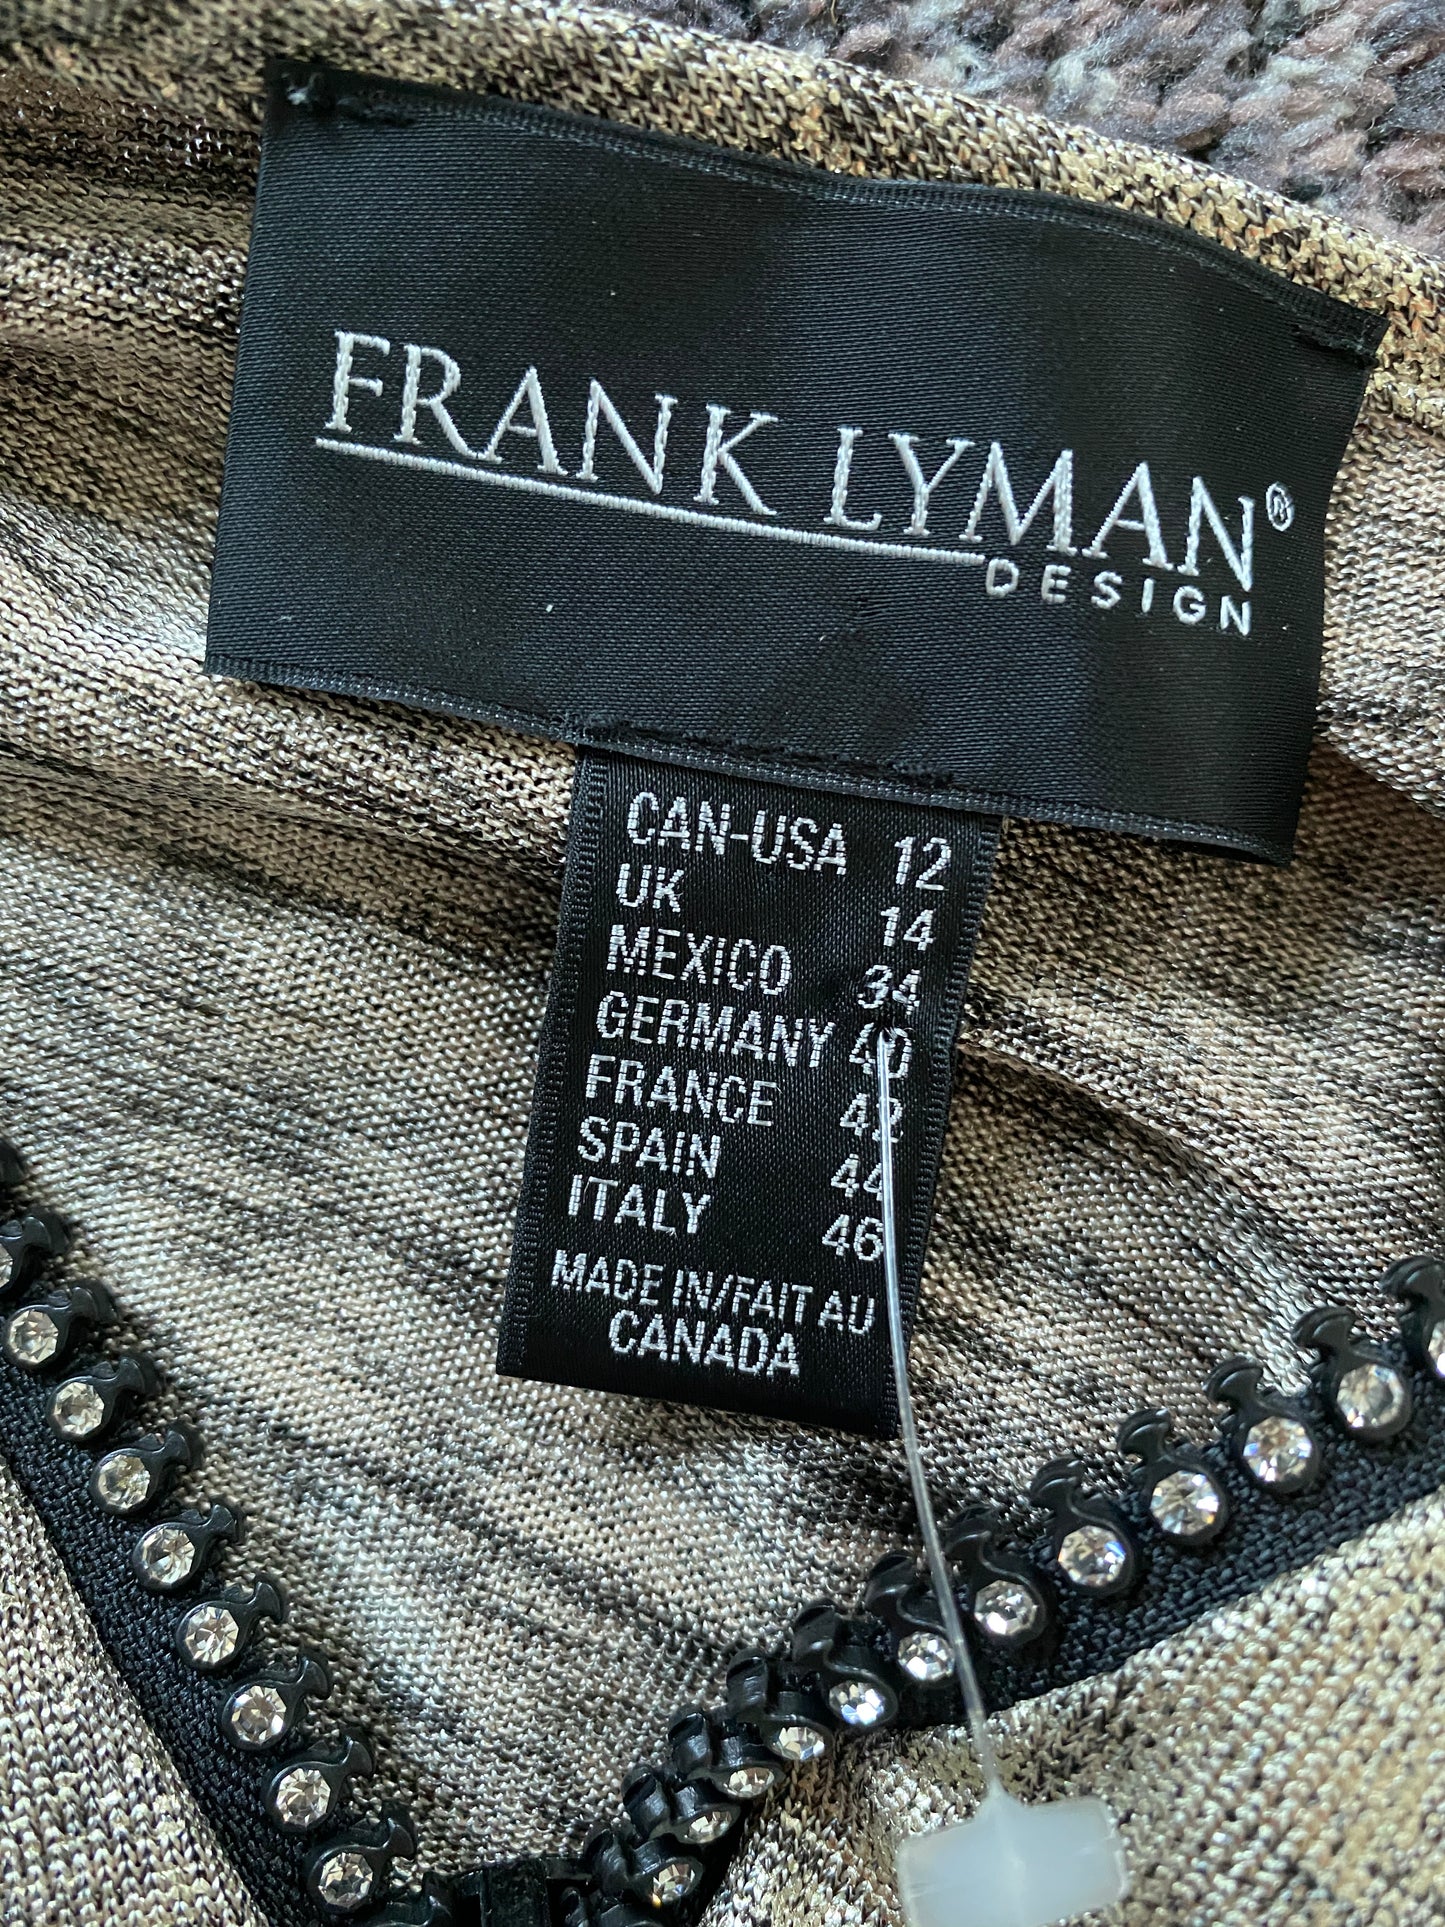 FRANK LYMAN®
DESIGN
CAN-USA 12
UK 14
MEXICO 34
GERMANY 40
FRANCE 42
SPAIN 44
ITALY 46
MADE IN/FAIT AU
CANADA